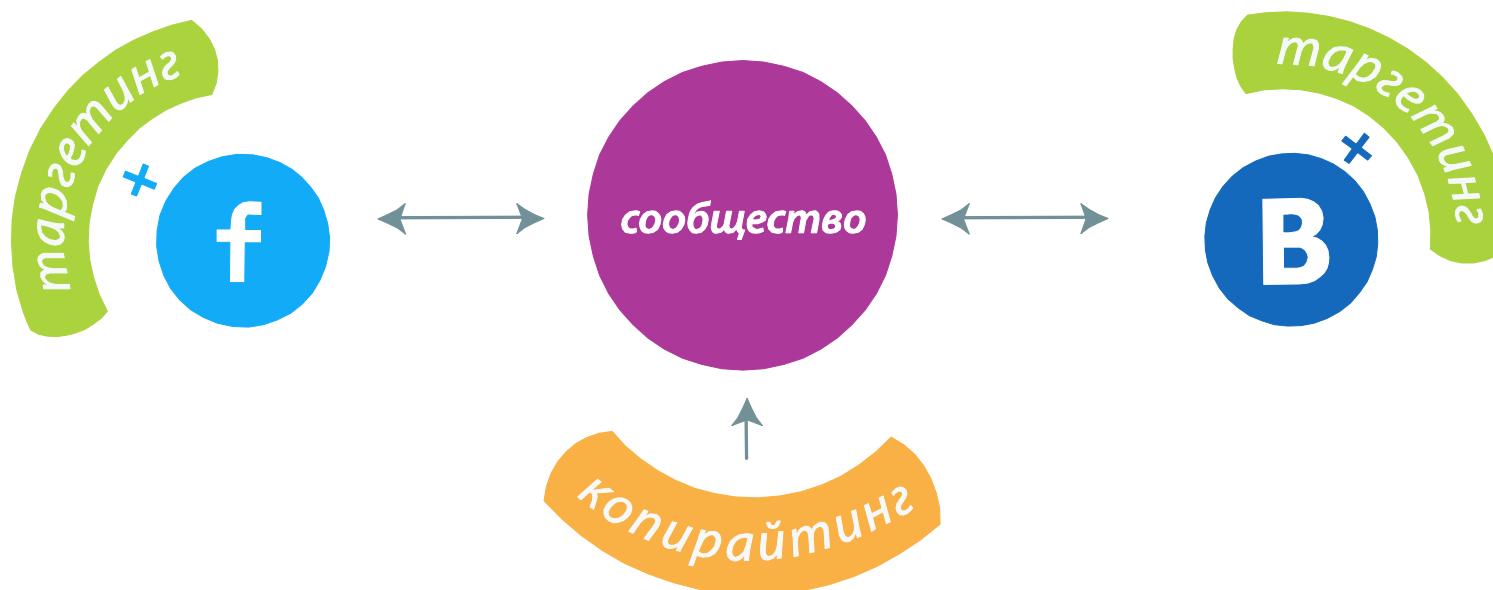 таргетинг
таргетинг
+
+
f
сообщество
В
копирайтинг